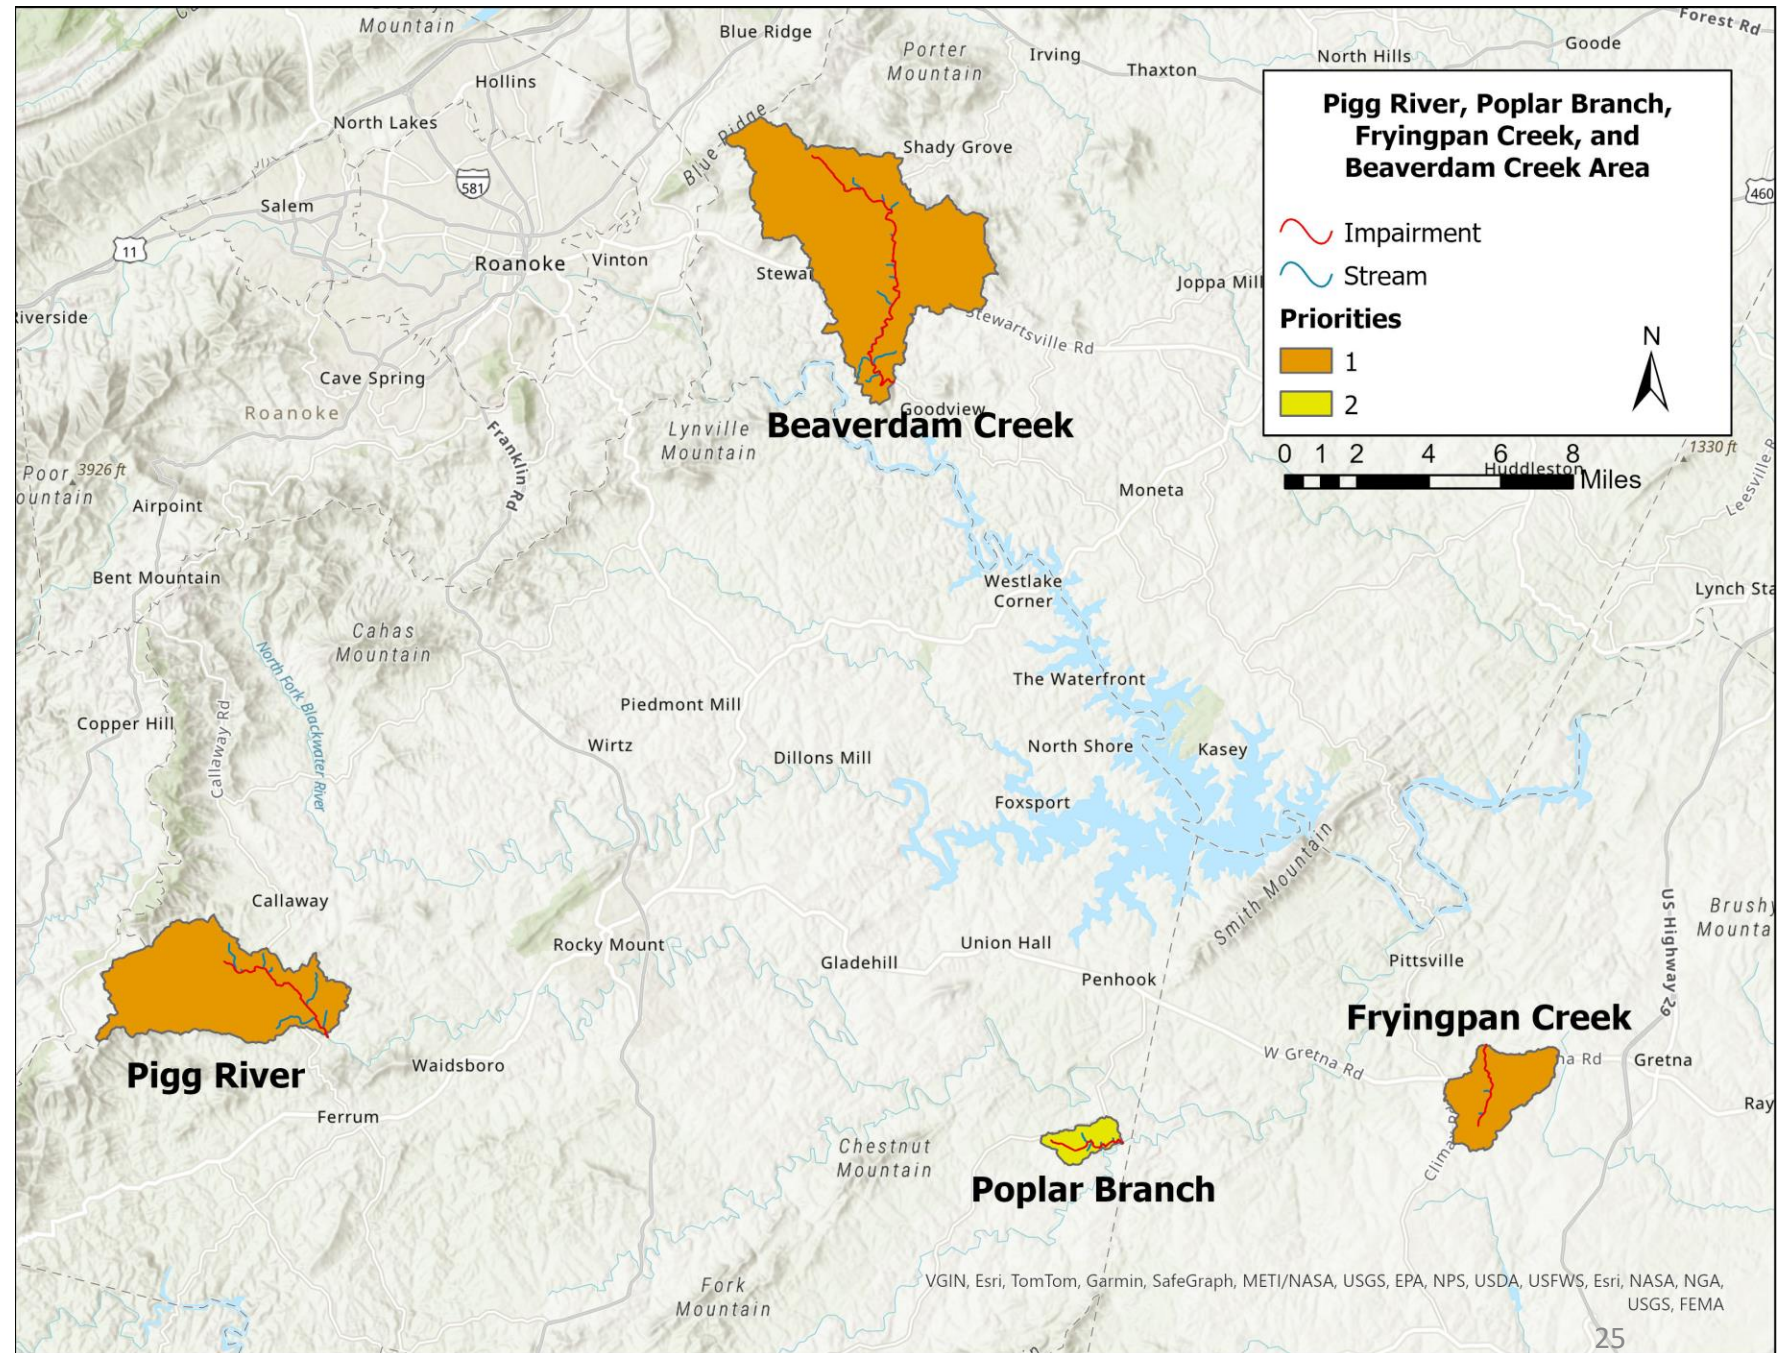 Mountain
Blue Ridge
Porter
Mountain
Irving
Thaxton
North Hills
Goode
Forest Rd
Hollins
North Lakes
Blue Ridge
Shady Grove
581
Salem
11
Roanoke
Vinton
Joppa Mill
460
Stewartsville Rd
Cave Spring
Roanoke
Franklin Rd
Lynville
Mountain
Goodview
Beaverdam Creek
Pigg River, Poplar Branch,
Fryingpan Creek, and
Beaverdam Creek Area
Impairment
Stream
Priorities
1
2
N
0 1 2 4 6 8
Miles
Huddleston
1330 ft
Poor 3926 ft
Airpoint
Moneta
Bent Mountain
Westlake
Corner
Cahas
Mountain
North Fork Blackwater River
The Waterfront
Copper Hill
Callaway Rd
Piedmont Mill
Wirtz
Dillons Mill
North Shore
Kasey
Foxsport
Smith Mountain
Callaway
Rocky Mount
Gladehill
Union Hall
Penhook
Pittsville
US Highway 29
Fryingpan Creek
W Gretna Rd
na Rd
Gretna
Pigg River
Waidsboro
Ferrum
Chestnut
Mountain
Poplar Branch
Fork
Mountain
VGIN, Esri, TomTom, Garmin, SafeGraph, METI/NASA, USGS, EPA, NPS, USDA, USFWS, Esri, NASA, NGA,
USGS, FEMA
25